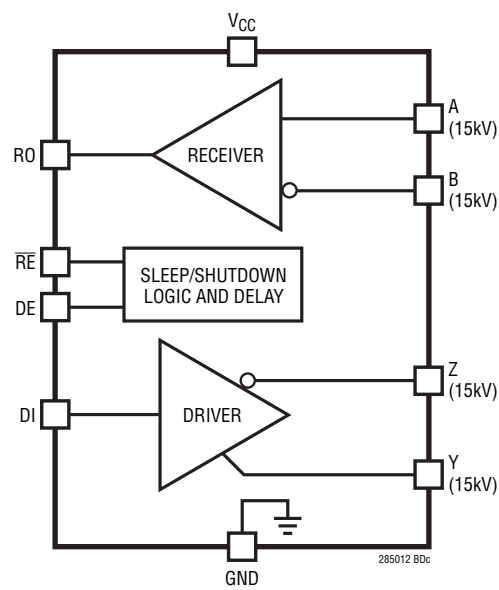 VCC
A
(15kV)
RO
RECEIVER
B
(15kV)
RE
SLEEP/SHUTDOWN
LOGIC AND DELAY
DE
Z
(15kV)
DI
DRIVER
Y
(15kV)
285012 BDc
GND